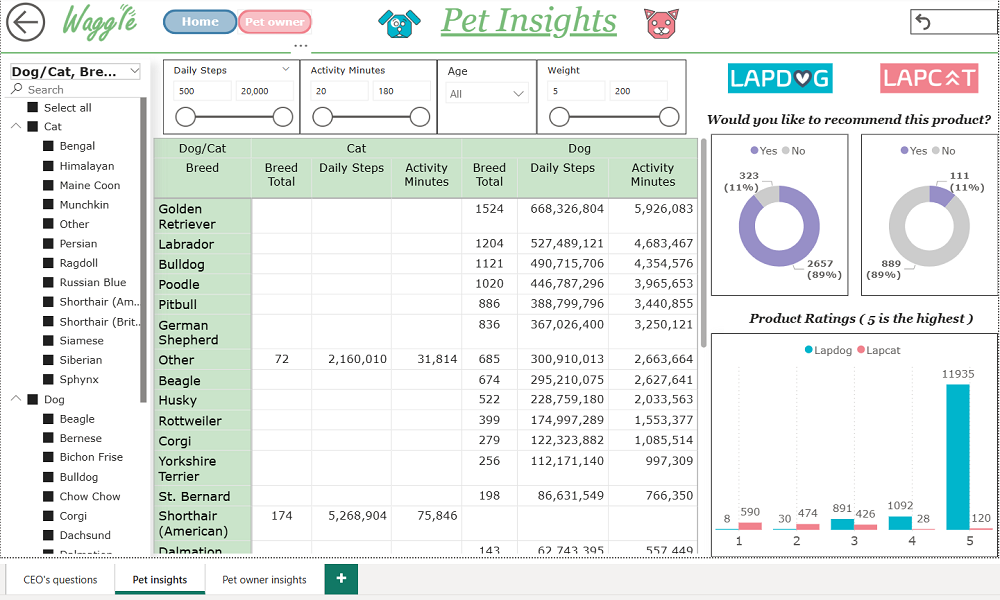 Waggle
Home
Pet owner
Pet Insights
Dog/Cat, Bre...
Search
Select all
Cat
Bengal
Himalayan
Maine Coon
Munchkin
Other
Persian
Ragdoll
Russian Blue
Shorthair (Am...
Shorthair (Brit...
Siamese
Siberian
Sphynx
Dog
Beagle
Bernese
Bichon Frise
Bulldog
Chow Chow
Corgi
Dachsund
Dalmation
Daily Steps
500 20,000
Activity Minutes
20 180
Age
All
Weight
5 200
Dog/Cat Cat Dog
Breed Breed Total Daily Steps Activity Minutes Breed Total Daily Steps Activity Minutes
Golden Retriever 1524 668,326,804 5,926,083
Labrador 1204 527,489,121 4,683,467
Bulldog 1121 490,715,706 4,354,576
Poodle 1020 446,787,296 3,965,653
Pitbull 886 388,799,796 3,440,855
German Shepherd 836 367,026,400 3,250,121
Other 72 2,160,010 31,814 685 300,910,013 2,663,664
Beagle 674 295,210,075 2,627,641
Husky 522 228,759,180 2,033,563
Rottweiler 399 174,997,289 1,553,377
Corgi 279 122,323,882 1,085,514
Yorkshire Terrier 256 112,171,140 997,309
St. Bernard 198 86,631,549 766,350
Shorthair (American) 174 5,268,904 75,846
Dalmation 143 62,743,395 557,449
LAPDOG
LAPCAT
Would you like to recommend this product?
Yes No
323 (11%)
2657 (89%)
Yes No
111 (11%)
889 (89%)
Product Ratings ( 5 is the highest )
Lapdog Lapcat
8 590 30 474 891 426 1092 28 11935 120
1 2 3 4 5
CEO's questions
Pet insights
Pet owner insights
+